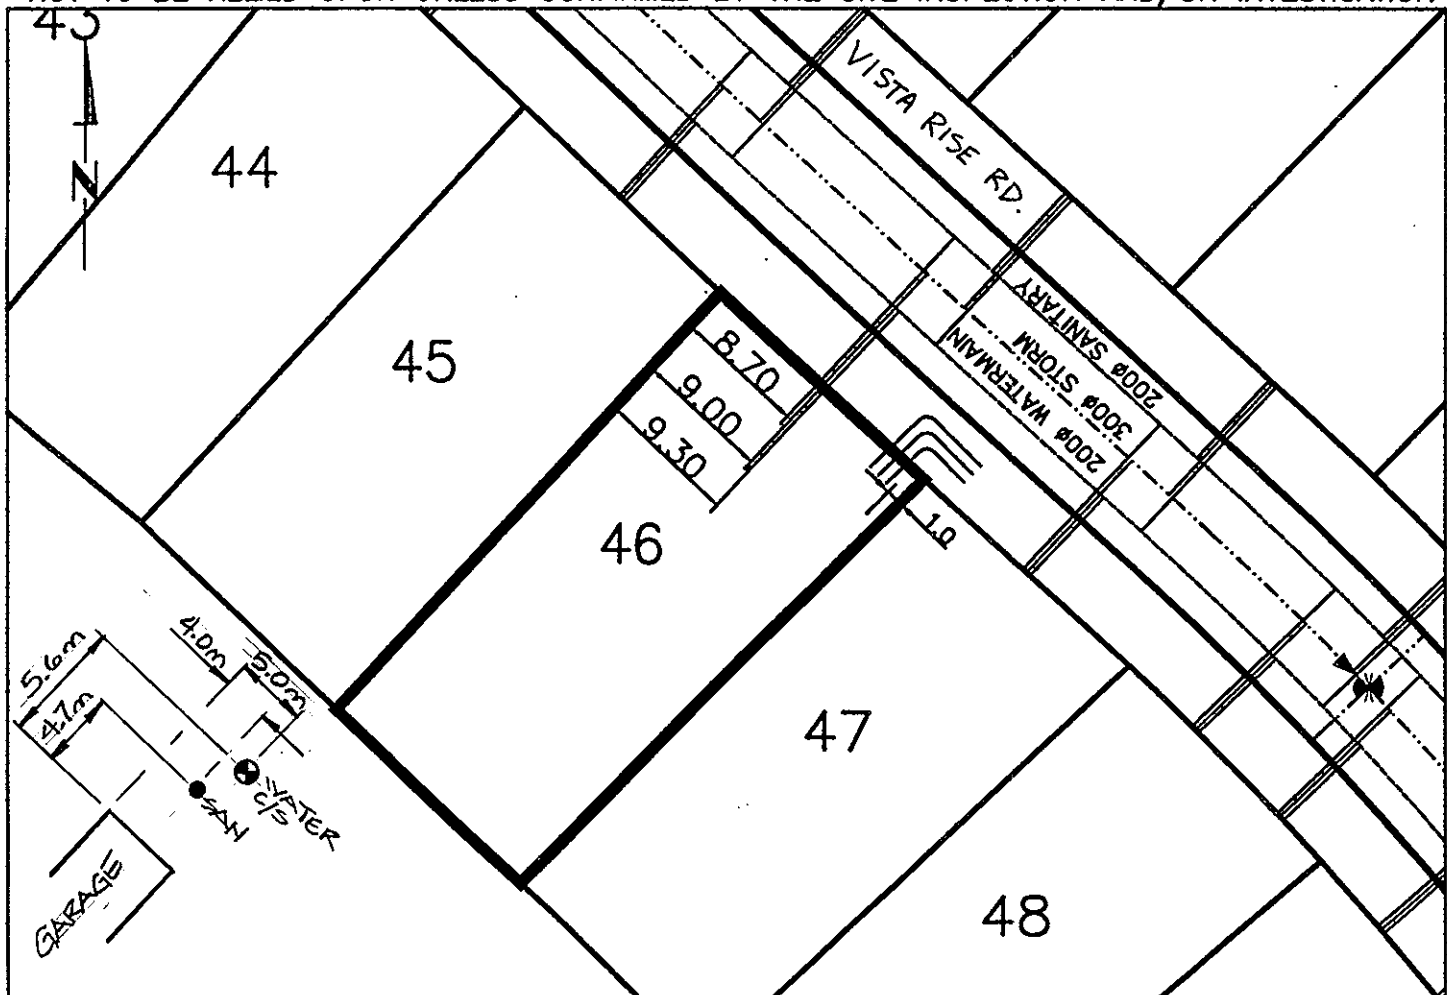 43
N
44
VISTA RISE RD.
45
8.70
9.00
9.30
200ø SANITARY
300ø STORM
200ø WATERMAIN
46
1.0
47
48
5.6m
4.7m
4.0m
5.0m
WATER
C/S
SAN
GARAGE